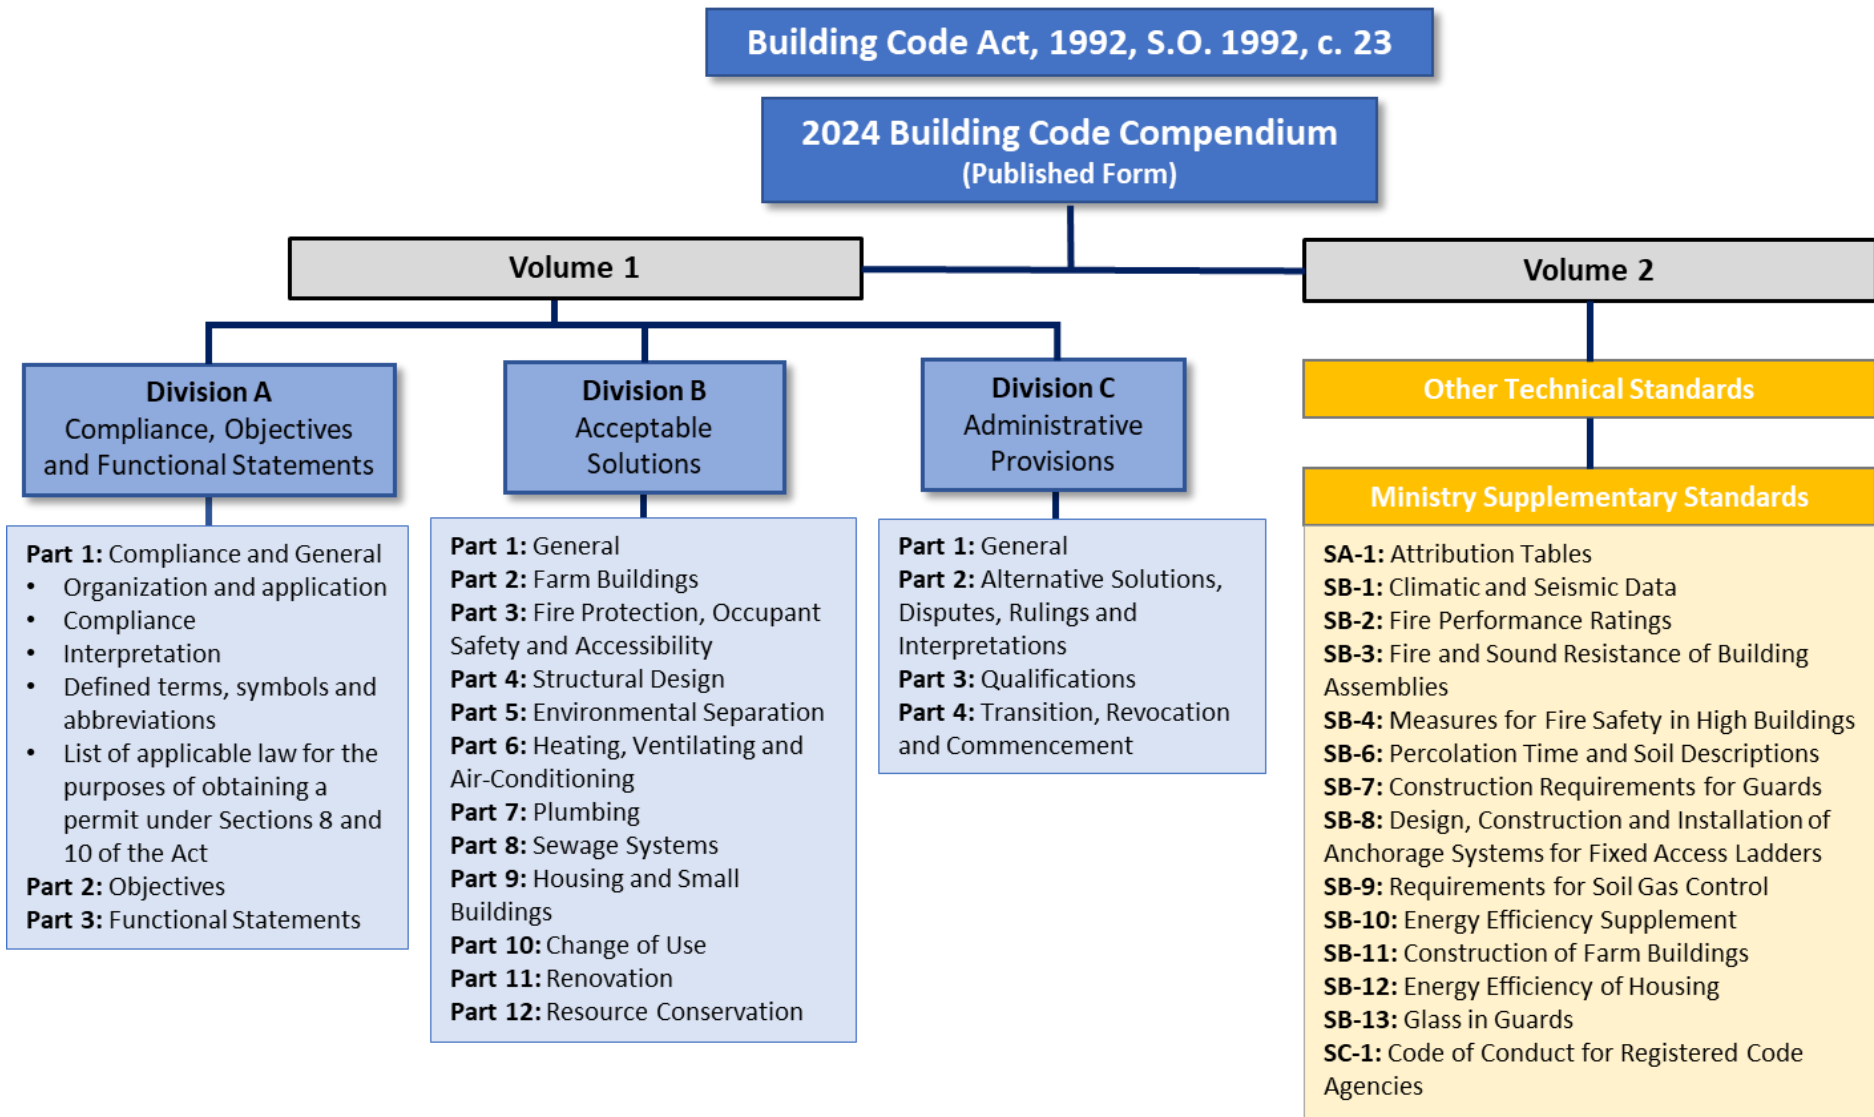 Building Code Act, 1992, S.O. 1992, c. 23
2024 Building Code Compendium
(Published Form)
Volume 1
Volume 2
Division A
Compliance, Objectives
and Functional Statements
Part 1: Compliance and General
• Organization and application
• Compliance
• Interpretation
• Defined terms, symbols and
abbreviations
• List of applicable law for the
purposes of obtaining a
permit under Sections 8 and
10 of the Act
Part 2: Objectives
Part 3: Functional Statements
Division B
Acceptable
Solutions
Part 1: General
Part 2: Farm Buildings
Part 3: Fire Protection, Occupant
Safety and Accessibility
Part 4: Structural Design
Part 5: Environmental Separation
Part 6: Heating, Ventilating and
Air-Conditioning
Part 7: Plumbing
Part 8: Sewage Systems
Part 9: Housing and Small
Buildings
Part 10: Change of Use
Part 11: Renovation
Part 12: Resource Conservation
Division C
Administrative
Provisions
Part 1: General
Part 2: Alternative Solutions,
Disputes, Rulings and
Interpretations
Part 3: Qualifications
Part 4: Transition, Revocation
and Commencement
Other Technical Standards
Ministry Supplementary Standards
SA-1: Attribution Tables
SB-1: Climatic and Seismic Data
SB-2: Fire Performance Ratings
SB-3: Fire and Sound Resistance of Building
Assemblies
SB-4: Measures for Fire Safety in High Buildings
SB-6: Percolation Time and Soil Descriptions
SB-7: Construction Requirements for Guards
SB-8: Design, Construction and Installation of
Anchorage Systems for Fixed Access Ladders
SB-9: Requirements for Soil Gas Control
SB-10: Energy Efficiency Supplement
SB-11: Construction of Farm Buildings
SB-12: Energy Efficiency of Housing
SB-13: Glass in Guards
SC-1: Code of Conduct for Registered Code
Agencies